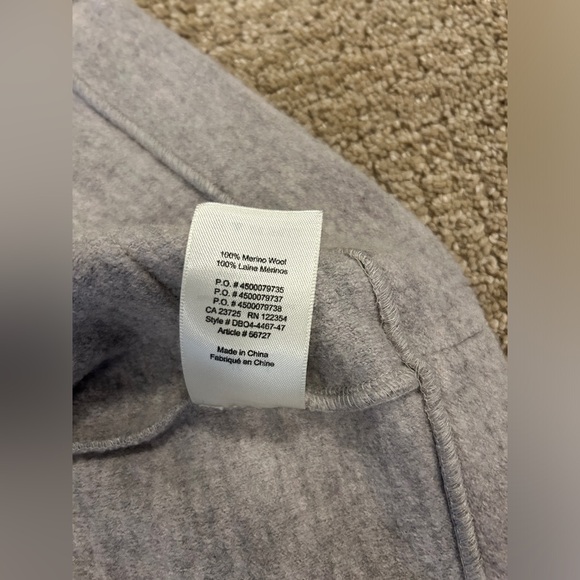 100% Merino Wool
100% Laine Mérinos
P.O. # 4500079735
P.O. # 4500079737
P.O. # 4500079738
CA 23725 RN 122354
Style # DBO4-4467-47
Article # 66727
Made in China
Fabriqué en Chine